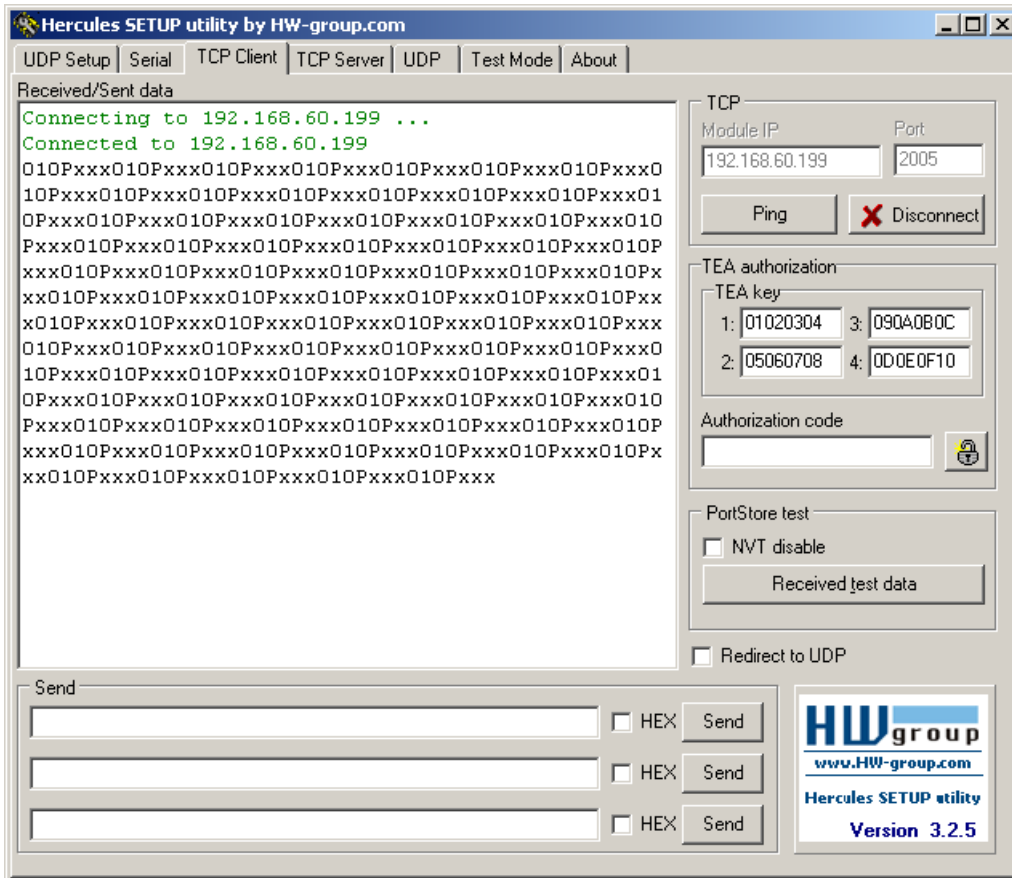 Hercules SETUP utility by HW-group.com
UDP Setup Serial TCP Client TCP Server UDP Test Mode About
Received/Sent data
Connecting to 192.168.60.199 ...
Connected to 192.168.60.199
010Pxxx010Pxxx010Pxxx010Pxxx010Pxxx010Pxxx010Pxxx0
10Pxxx010Pxxx010Pxxx010Pxxx010Pxxx010Pxxx010Pxxx01
0Pxxx010Pxxx010Pxxx010Pxxx010Pxxx010Pxxx010Pxxx010
Pxxx010Pxxx010Pxxx010Pxxx010Pxxx010Pxxx010Pxxx010P
xxx010Pxxx010Pxxx010Pxxx010Pxxx010Pxxx010Pxxx010Px
xx010Pxxx010Pxxx010Pxxx010Pxxx010Pxxx010Pxxx010Pxx
x010Pxxx010Pxxx010Pxxx010Pxxx010Pxxx010Pxxx010Pxxx
010Pxxx010Pxxx010Pxxx010Pxxx010Pxxx010Pxxx010Pxxx0
10Pxxx010Pxxx010Pxxx010Pxxx010Pxxx010Pxxx010Pxxx01
0Pxxx010Pxxx010Pxxx010Pxxx010Pxxx010Pxxx010Pxxx010
Pxxx010Pxxx010Pxxx010Pxxx010Pxxx010Pxxx010Pxxx010P
xxx010Pxxx010Pxxx010Pxxx010Pxxx010Pxxx010Pxxx010Px
xx010Pxxx010Pxxx010Pxxx010Pxxx010Pxxx
TCP
Module IP Port
192.168.60.199 2005
Ping Disconnect
TEA authorization
TEA key
1: 01020304 3: 090A0B0C
2: 05060708 4: 0D0E0F10
Authorization code
PortStore test
NVT disable
Received test data
Redirect to UDP
Send
HEX Send
HEX Send
HEX Send
HW group
www.HW-group.com
Hercules SETUP utility
Version 3.2.5